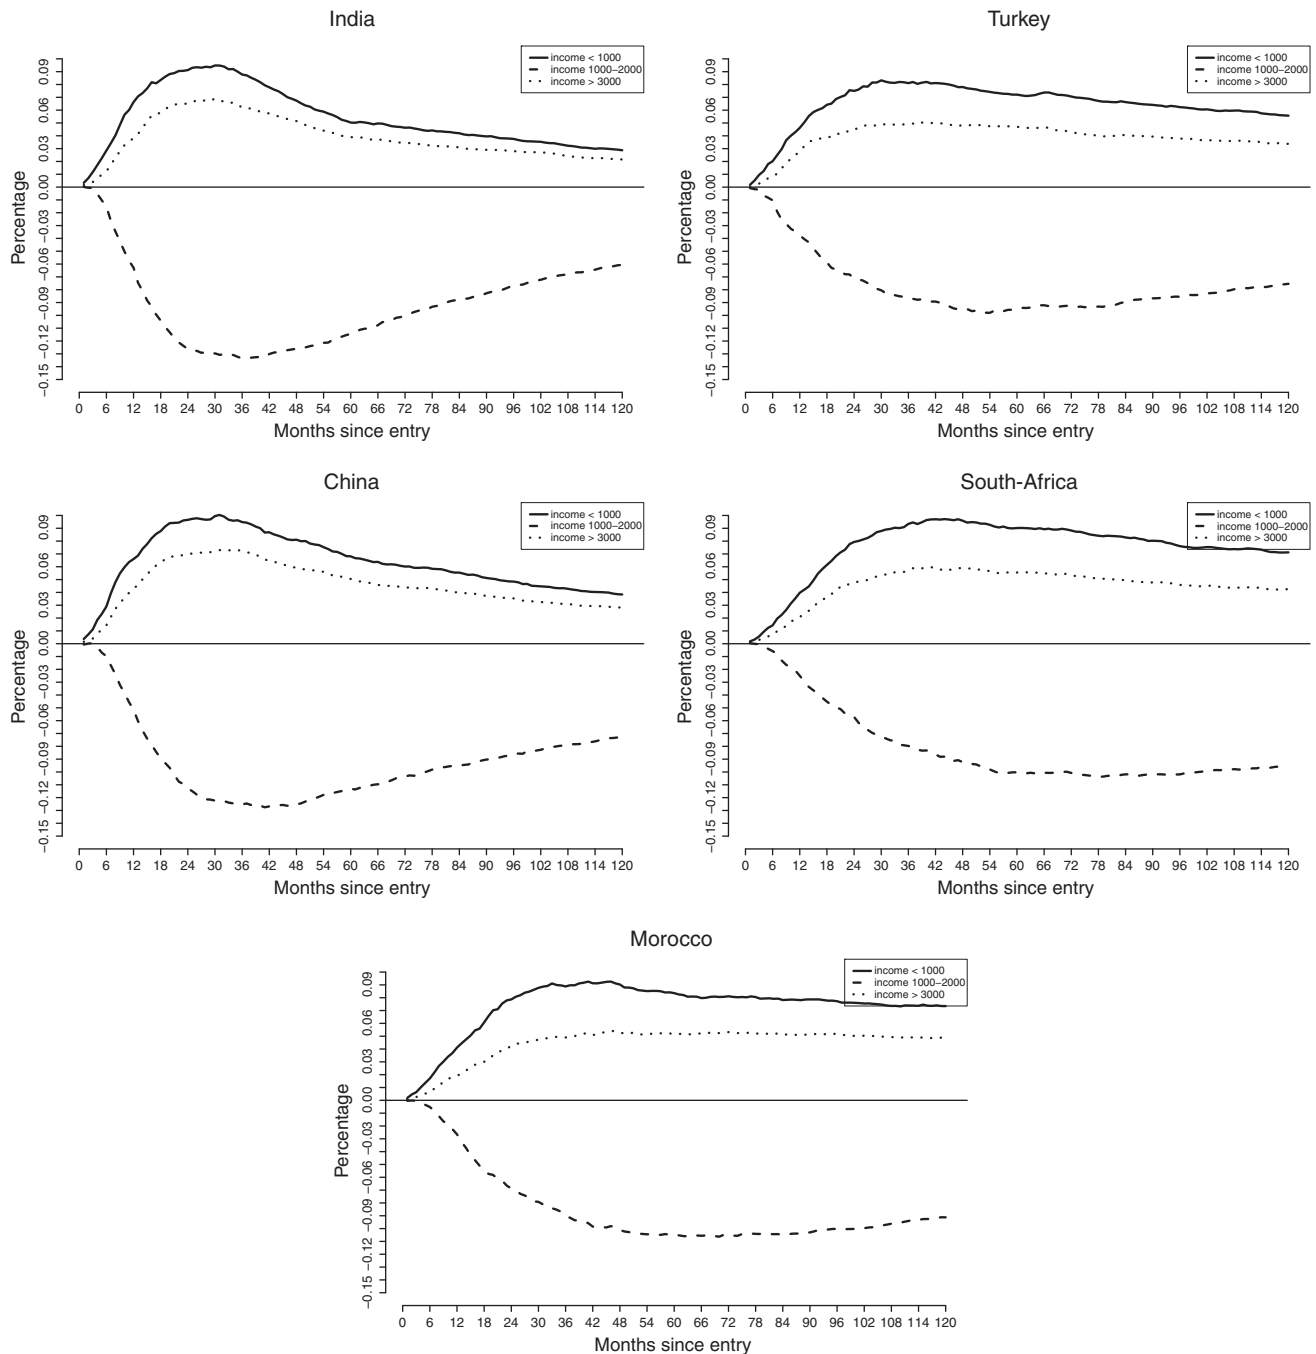 India
income < 1000
income 1000−2000
income > 3000
Percentage
0.09
0.06
0.03
0.00
−0.03
−0.06
−0.09
−0.12
−0.15
0 6 12 18 24 30 36 42 48 54 60 66 72 78 84 90 96 102 108 114 120
Months since entry
Turkey
income < 1000
income 1000−2000
income > 3000
Percentage
0.09
0.06
0.03
0.00
−0.03
−0.06
−0.09
−0.12
−0.15
0 6 12 18 24 30 36 42 48 54 60 66 72 78 84 90 96 102 108 114 120
Months since entry
China
income < 1000
income 1000−2000
income > 3000
Percentage
0.09
0.06
0.03
0.00
−0.03
−0.06
−0.09
−0.12
−0.15
0 6 12 18 24 30 36 42 48 54 60 66 72 78 84 90 96 102 108 114 120
Months since entry
South-Africa
income < 1000
income 1000−2000
income > 3000
Percentage
0.09
0.06
0.03
0.00
−0.03
−0.06
−0.09
−0.12
−0.15
0 6 12 18 24 30 36 42 48 54 60 66 72 78 84 90 96 102 108 114 120
Months since entry
Morocco
income < 1000
income 1000−2000
income > 3000
Percentage
0.09
0.06
0.03
0.00
−0.03
−0.06
−0.09
−0.12
−0.15
0 6 12 18 24 30 36 42 48 54 60 66 72 78 84 90 96 102 108 114 120
Months since entry